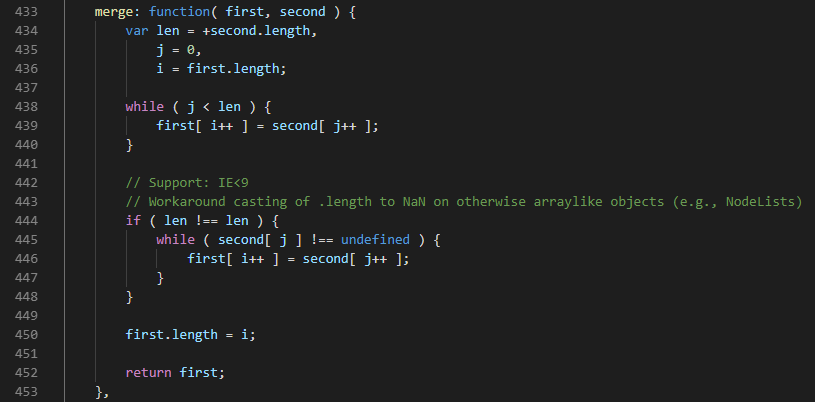 433 merge: function( first, second ) {
434 var len = +second.length,
435 j = 0,
436 i = first.length;
437
438 while ( j < len ) {
439 first[ i++ ] = second[ j++ ];
440 }
441
442 // Support: IE<9
443 // Workaround casting of .length to NaN on otherwise arraylike objects (e.g., NodeLists)
444 if ( len !== len ) {
445 while ( second[ j ] !== undefined ) {
446 first[ i++ ] = second[ j++ ];
447 }
448 }
449
450 first.length = i;
451
452 return first;
453 },